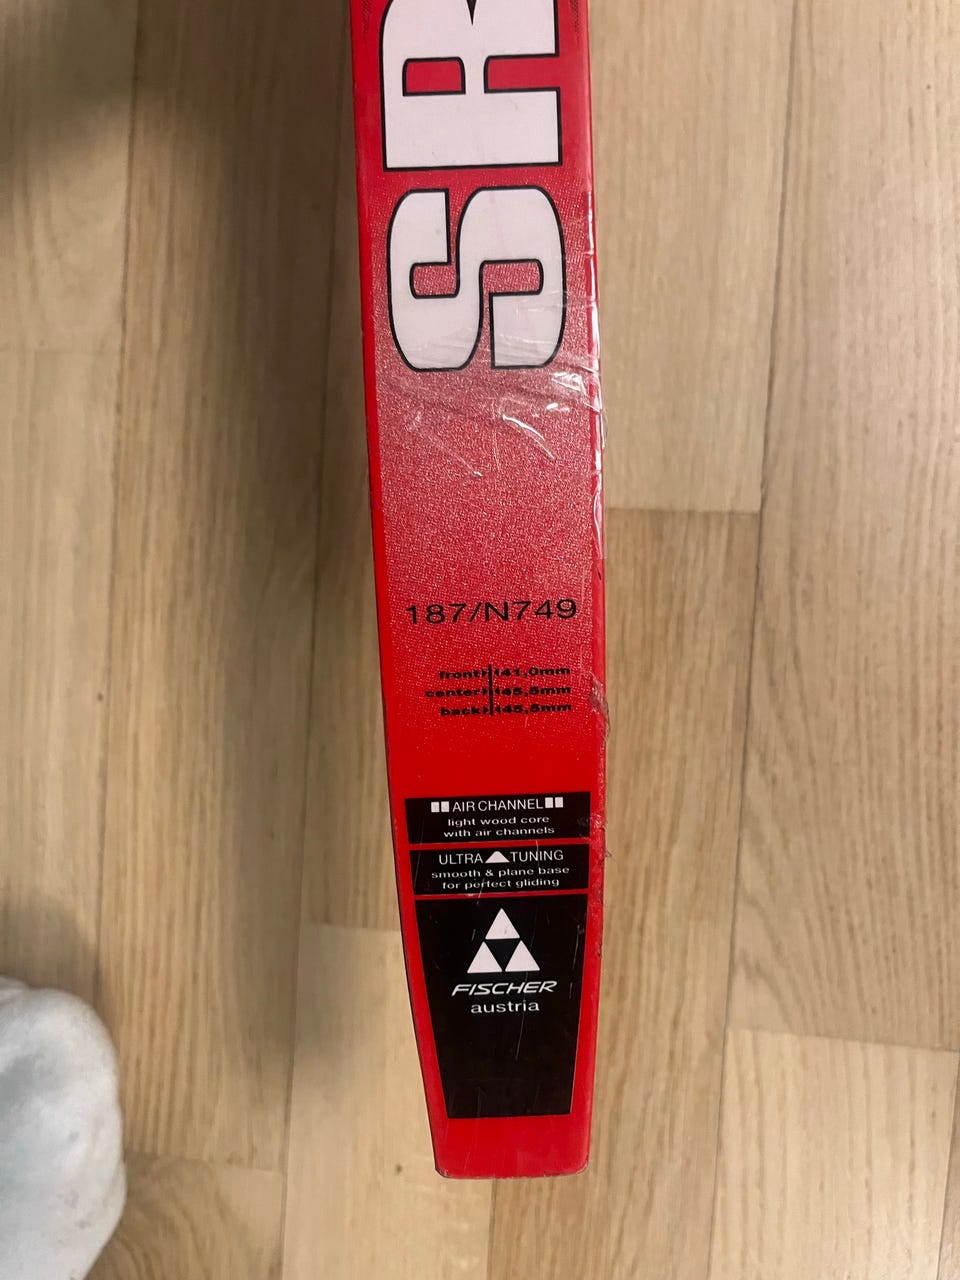 SR
187/N749
front 41,0mm
center 45,5mm
back 45,5mm
AIR CHANNEL
light wood core
with air channels
ULTRA TUNING
smooth & plane base
for perfect gliding
FISCHER
austria